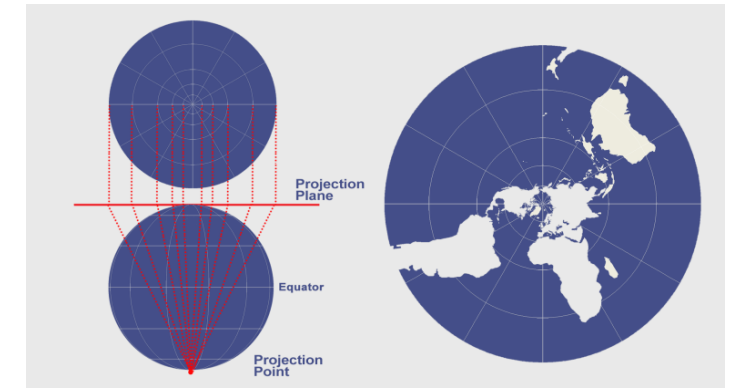 Projection
Plane
Equator
Projection
Point